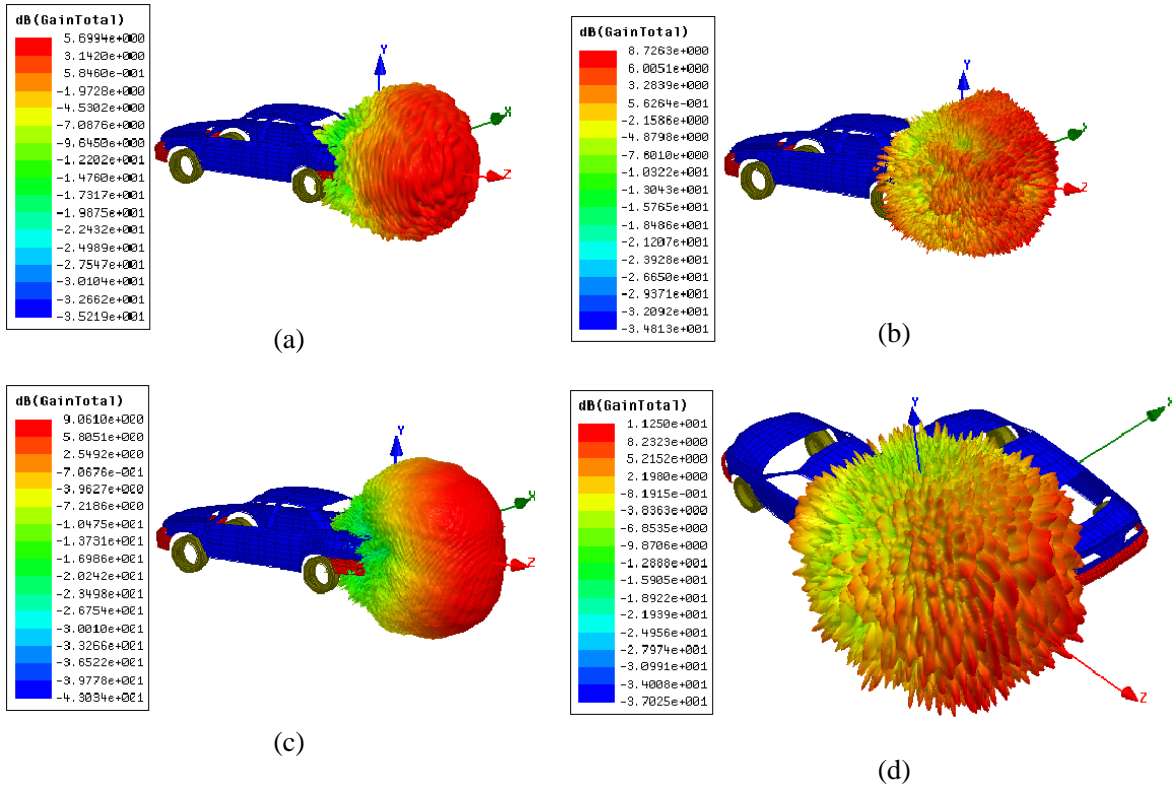 dB(GainTotal)
5.6994e+000
3.1420e+000
5.8460e-001
-1.9728e+000
-4.5302e+000
-7.0876e+000
-9.6450e+000
-1.2202e+001
-1.4760e+001
-1.7317e+001
-1.9875e+001
-2.2432e+001
-2.4989e+001
-2.7547e+001
-3.0104e+001
-3.2662e+001
-3.5219e+001
Y
X
Z
(a)
dB(GainTotal)
8.7263e+000
6.0051e+000
3.2839e+000
5.6264e-001
-2.1586e+000
-4.8798e+000
-7.6010e+000
-1.0322e+001
-1.3043e+001
-1.5765e+001
-1.8486e+001
-2.1207e+001
-2.3928e+001
-2.6650e+001
-2.9371e+001
-3.2092e+001
-3.4813e+001
Y
X
Z
(b)
dB(GainTotal)
9.0610e+000
5.8051e+000
2.5492e+000
-7.0676e-001
-3.9627e+000
-7.2186e+000
-1.0475e+001
-1.3731e+001
-1.6986e+001
-2.0242e+001
-2.3498e+001
-2.6754e+001
-3.0010e+001
-3.3266e+001
-3.6522e+001
-3.9778e+001
-4.3034e+001
Y
X
Z
(c)
dB(GainTotal)
1.1250e+001
8.2323e+000
5.2152e+000
2.1980e+000
-8.1915e-001
-3.8363e+000
-6.8535e+000
-9.8706e+000
-1.2888e+001
-1.5905e+001
-1.8922e+001
-2.1939e+001
-2.4956e+001
-2.7974e+001
-3.0991e+001
-3.4008e+001
-3.7025e+001
Y
X
Z
(d)